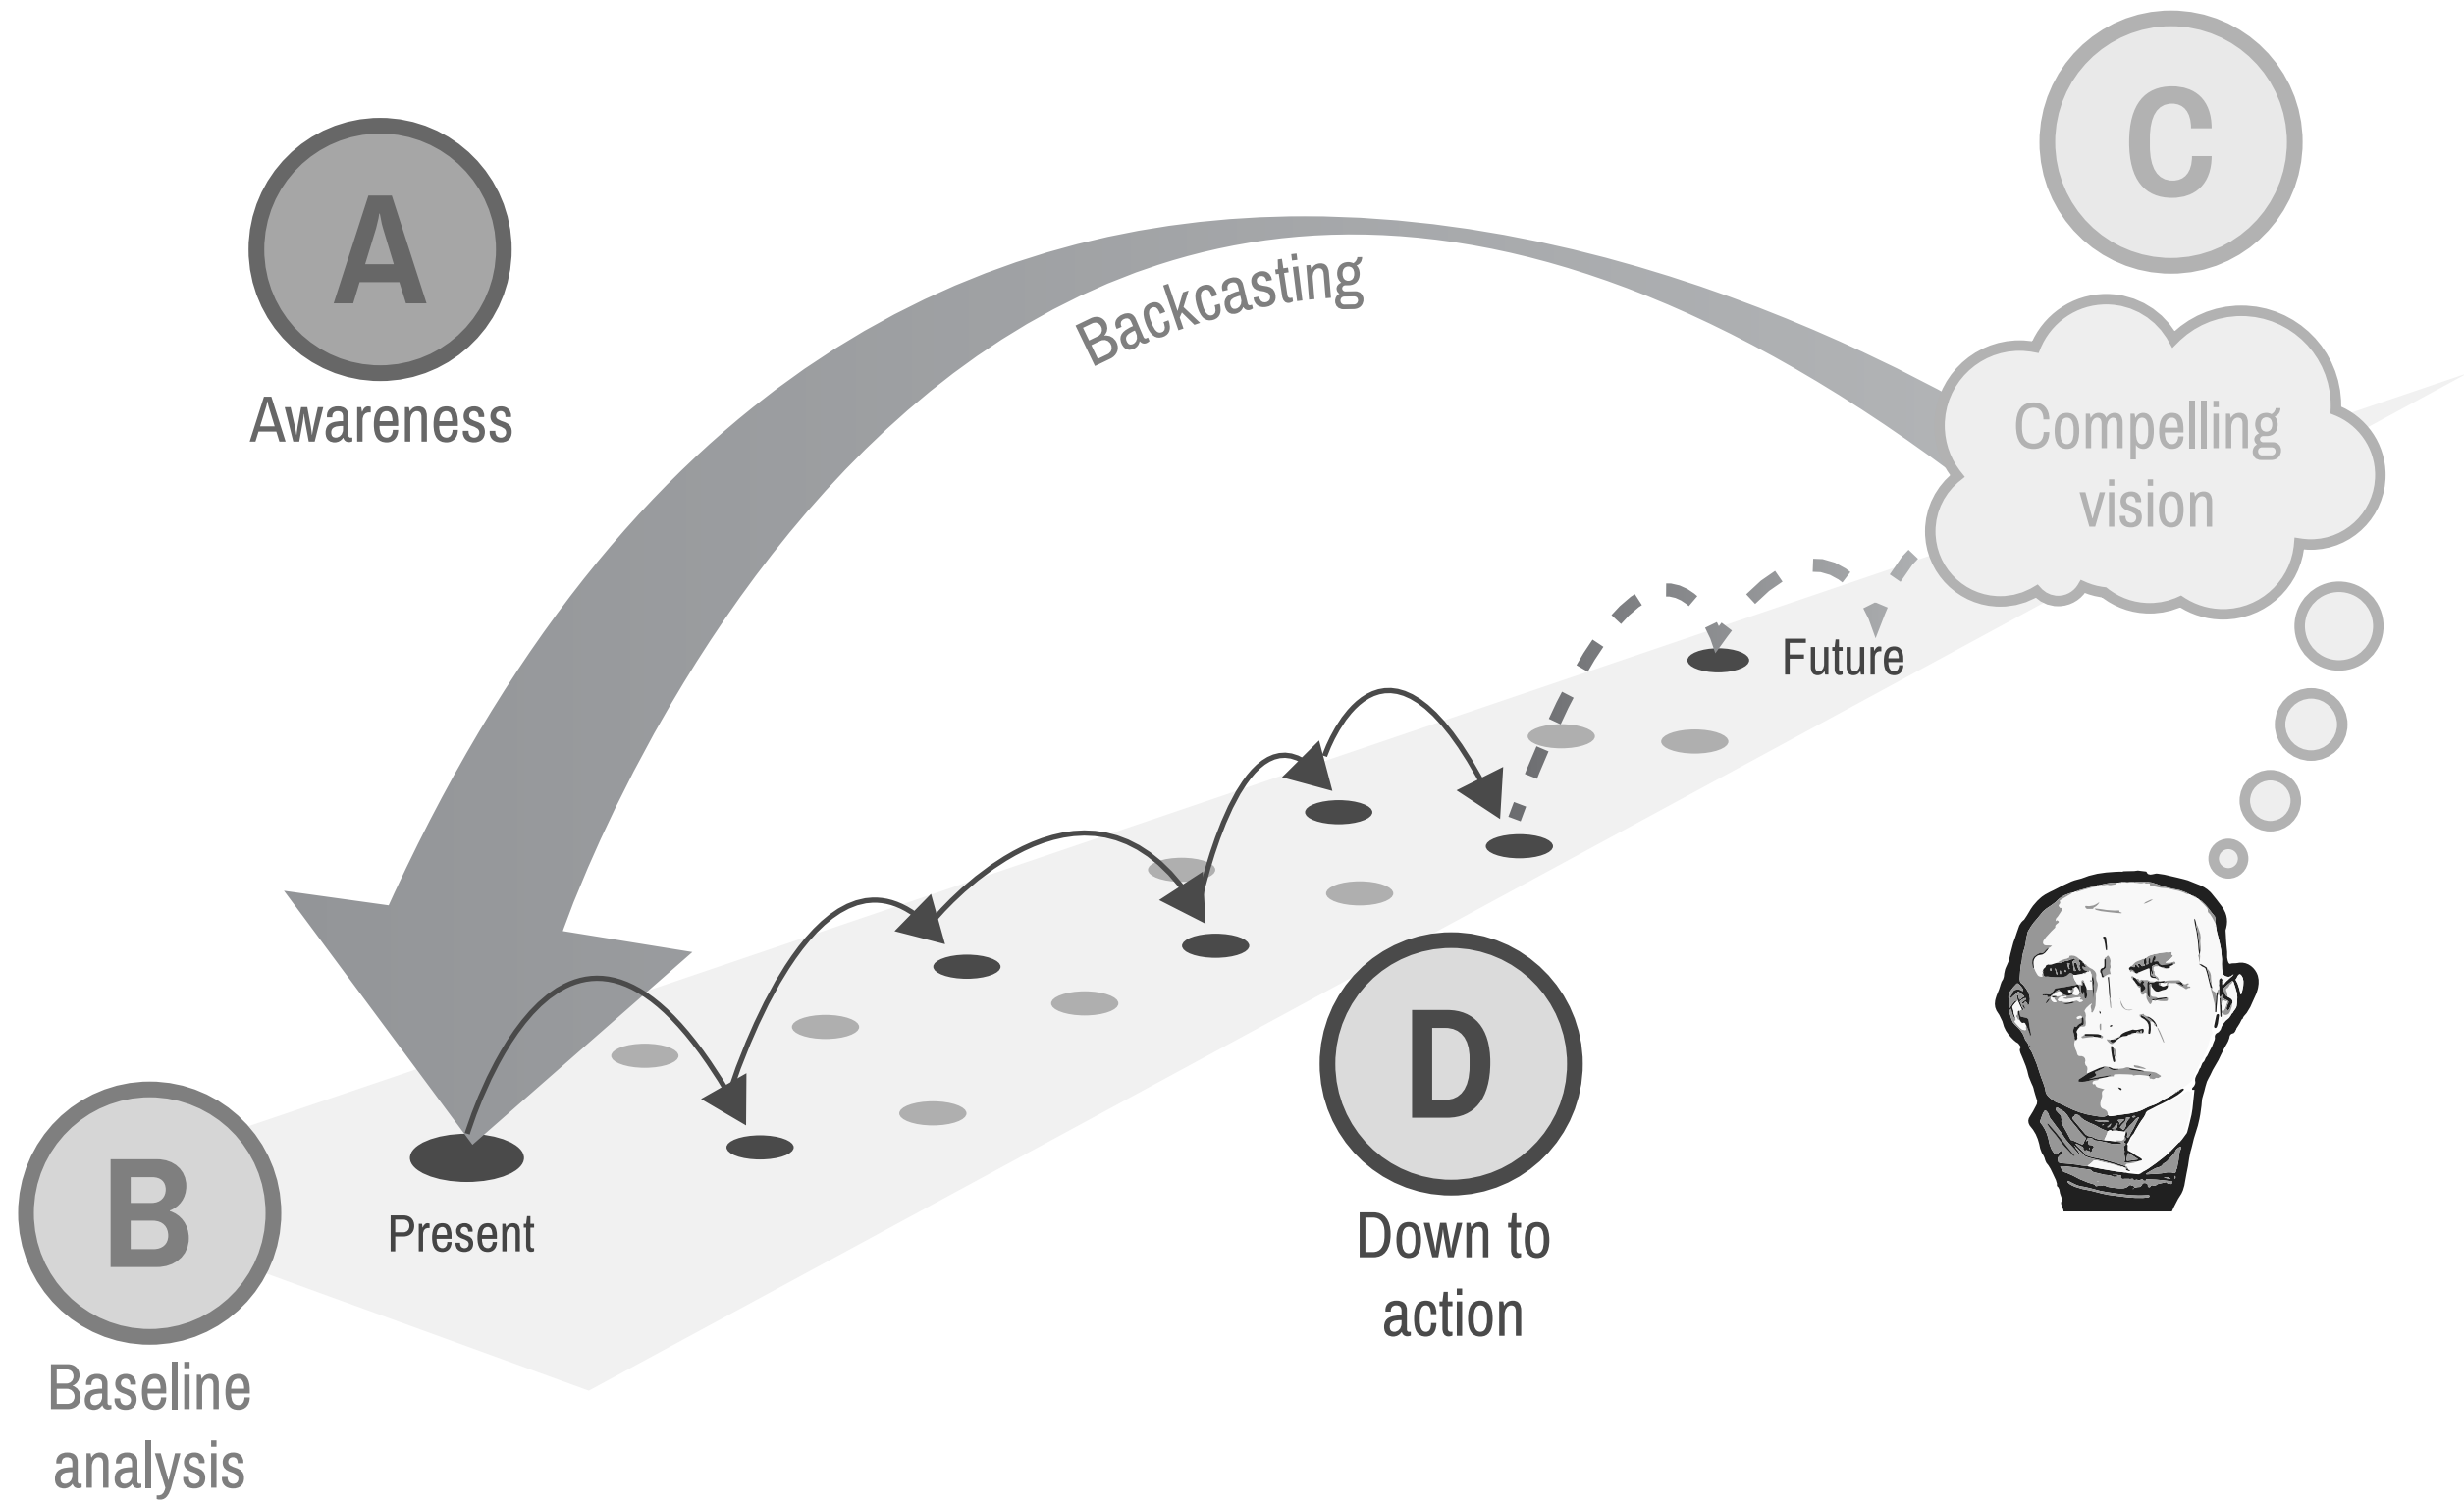 A
Awareness
Backcasting
C
Compelling
vision
Future
B
Baseline
analysis
Present
D
Down to
action